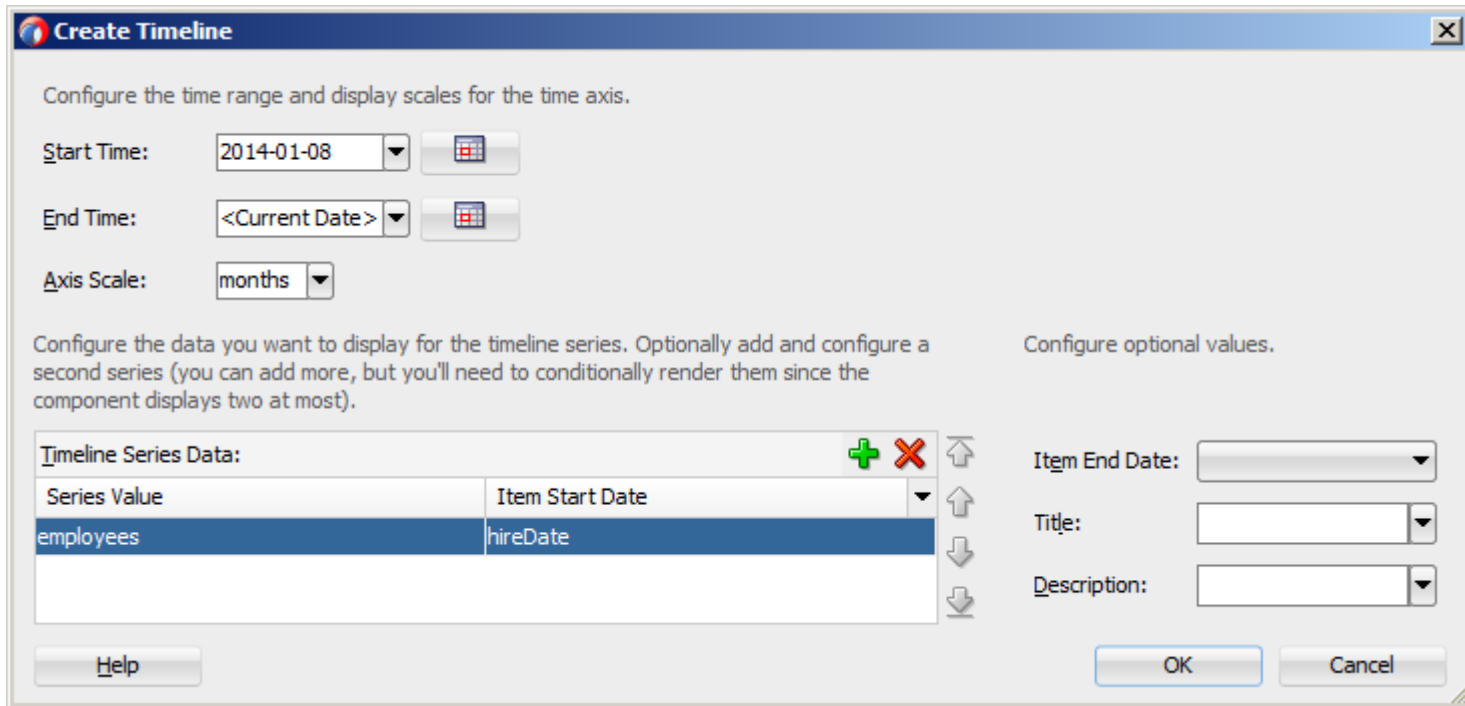 Create Timeline
Configure the time range and display scales for the time axis.
Start Time: 2014-01-08
End Time: <Current Date>
Axis Scale: months
Configure the data you want to display for the timeline series. Optionally add and configure a
second series (you can add more, but you'll need to conditionally render them since the
component displays two at most).
Configure optional values.
Timeline Series Data:
Series Value Item Start Date
employees hireDate
Item End Date:
Title:
Description:
Help OK Cancel